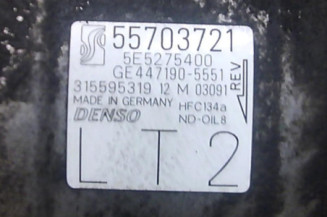 55703721
5E5275400
GE447190-5551
315595319 12 M 03091
MADE IN GERMANY HFC134a
DENSO ND-OIL8
REV
LT2